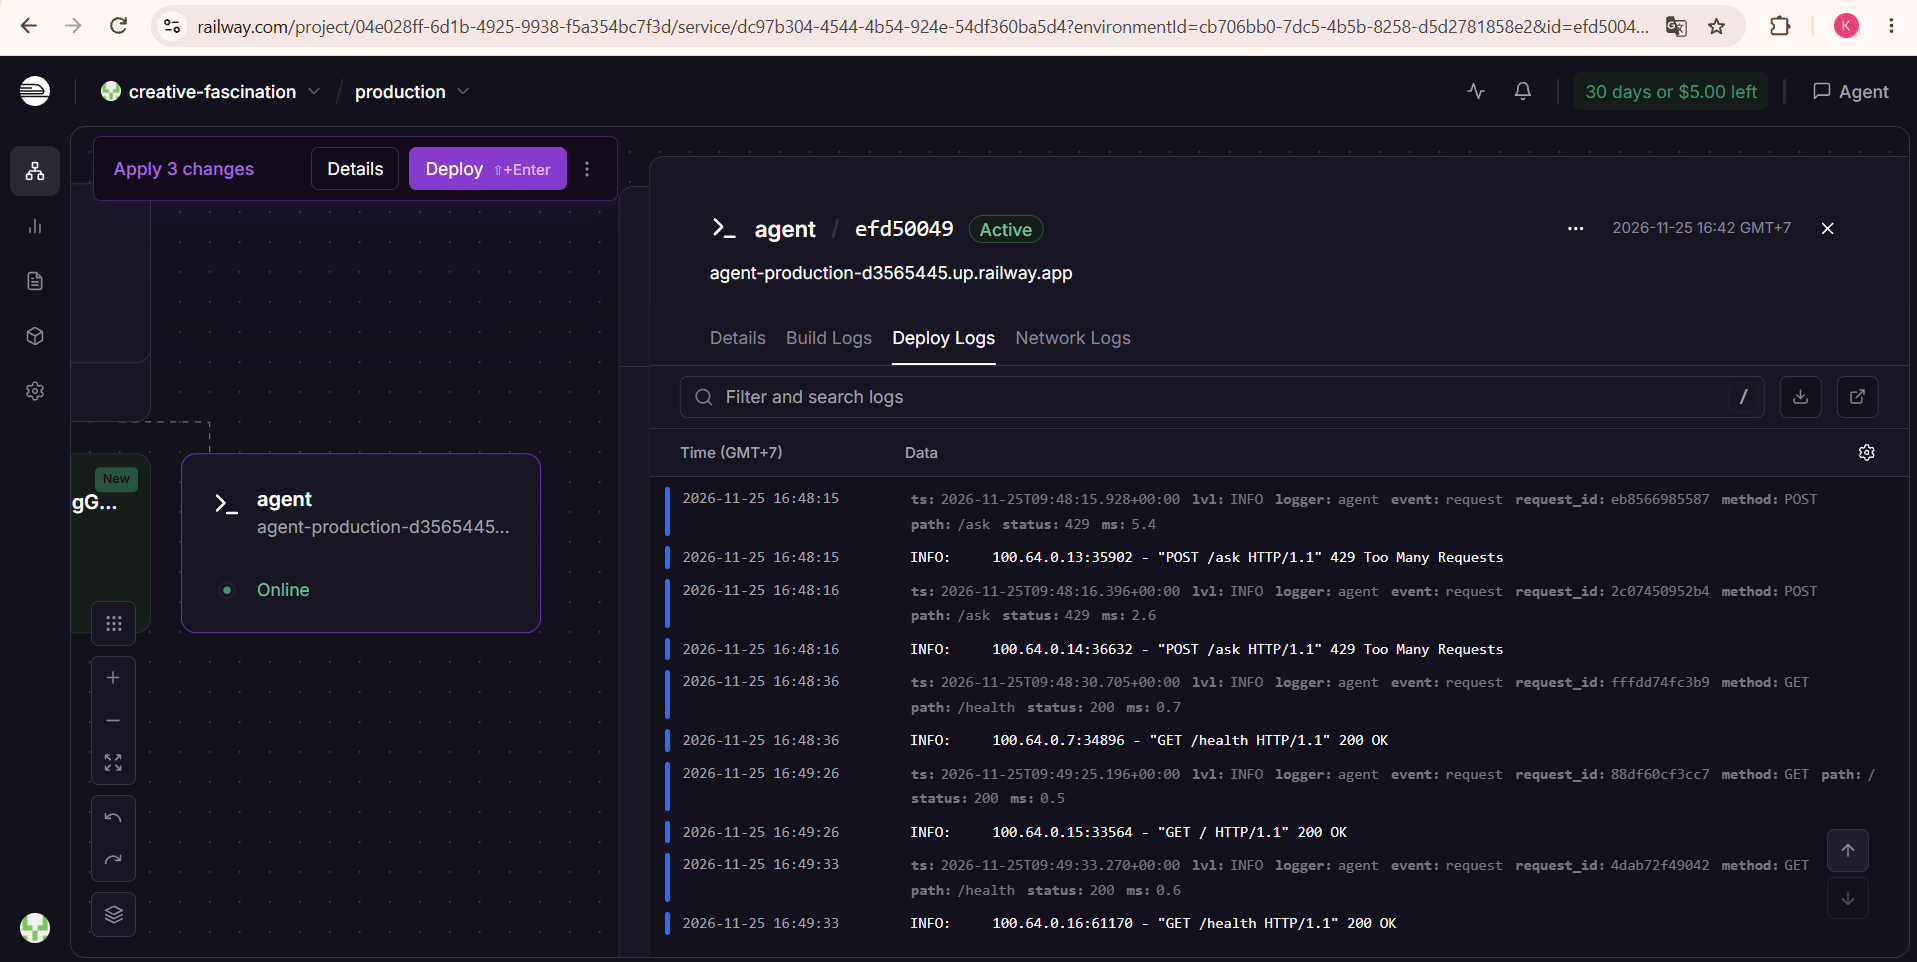 railway.com/project/04e028ff-6d1b-4925-9938-f5a354bc7f3d/service/dc97b304-4544-4b54-924e-54df360ba5d4?environmentId=cb706bb0-7dc5-4b5b-8258-d5d2781858e2&id=efd5004...
K
creative-fascination / production
30 days or $5.00 left
Agent
Apply 3 changes
Details
Deploy ⇧+Enter
agent / efd50049 Active
2026-11-25 16:42 GMT+7
agent-production-d3565445.up.railway.app
Details Build Logs Deploy Logs Network Logs
Filter and search logs /
Time (GMT+7) Data
New
gG...
agent
agent-production-d3565445...
Online
2026-11-25 16:48:15 ts: 2026-11-25T09:48:15.928+00:00 lvl: INFO logger: agent event: request request_id: eb8566985587 method: POST
path: /ask status: 429 ms: 5.4
2026-11-25 16:48:15 INFO: 100.64.0.13:35902 - "POST /ask HTTP/1.1" 429 Too Many Requests
2026-11-25 16:48:16 ts: 2026-11-25T09:48:16.396+00:00 lvl: INFO logger: agent event: request request_id: 2c07450952b4 method: POST
path: /ask status: 429 ms: 2.6
2026-11-25 16:48:16 INFO: 100.64.0.14:36632 - "POST /ask HTTP/1.1" 429 Too Many Requests
2026-11-25 16:48:36 ts: 2026-11-25T09:48:30.705+00:00 lvl: INFO logger: agent event: request request_id: fffdd74fc3b9 method: GET
path: /health status: 200 ms: 0.7
2026-11-25 16:48:36 INFO: 100.64.0.7:34896 - "GET /health HTTP/1.1" 200 OK
2026-11-25 16:49:26 ts: 2026-11-25T09:49:25.196+00:00 lvl: INFO logger: agent event: request request_id: 88df60cf3cc7 method: GET path: /
status: 200 ms: 0.5
2026-11-25 16:49:26 INFO: 100.64.0.15:33564 - "GET / HTTP/1.1" 200 OK
2026-11-25 16:49:33 ts: 2026-11-25T09:49:33.270+00:00 lvl: INFO logger: agent event: request request_id: 4dab72f49042 method: GET
path: /health status: 200 ms: 0.6
2026-11-25 16:49:33 INFO: 100.64.0.16:61170 - "GET /health HTTP/1.1" 200 OK